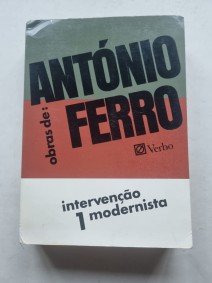 obras de:
ANTÓNIO
FERRO
Verbo
intervenção
1 modernista